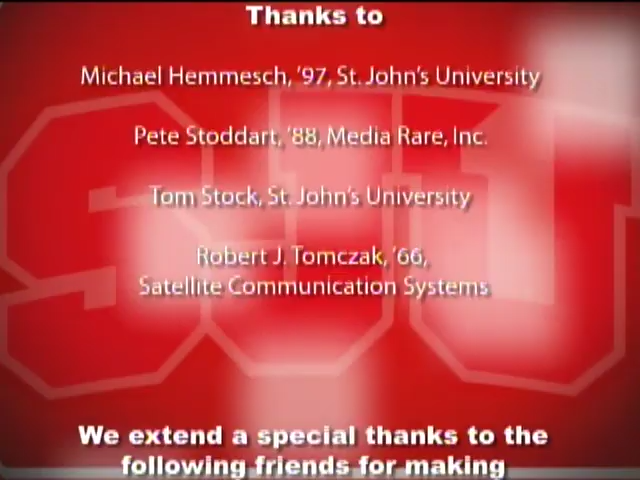 Thanks to
Michael Hemmesch, '97, St. John's University
Pete Stoddart, '88, Media Rare, Inc.
Tom Stock, St. John's University
Robert J. Tomczak, '66,
Satellite Communication Systems
SJU
We extend a special thanks to the
following friends for making